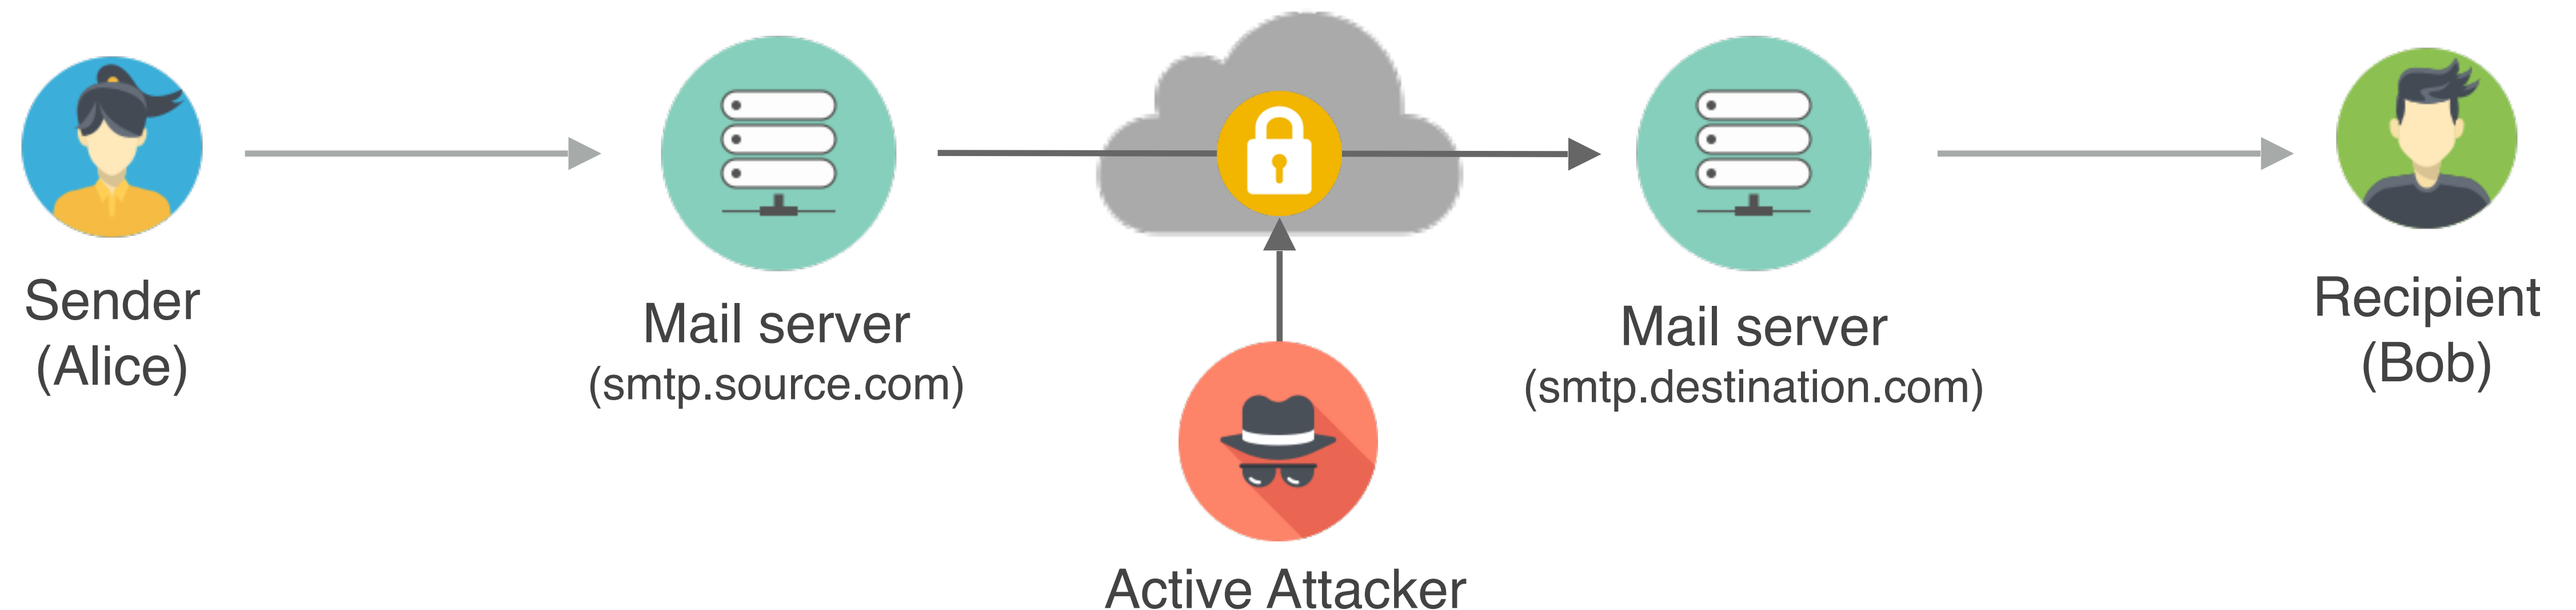 Sender
(Alice)
Mail server
(smtp.source.com)
Active Attacker
Mail server
(smtp.destination.com)
Recipient
(Bob)